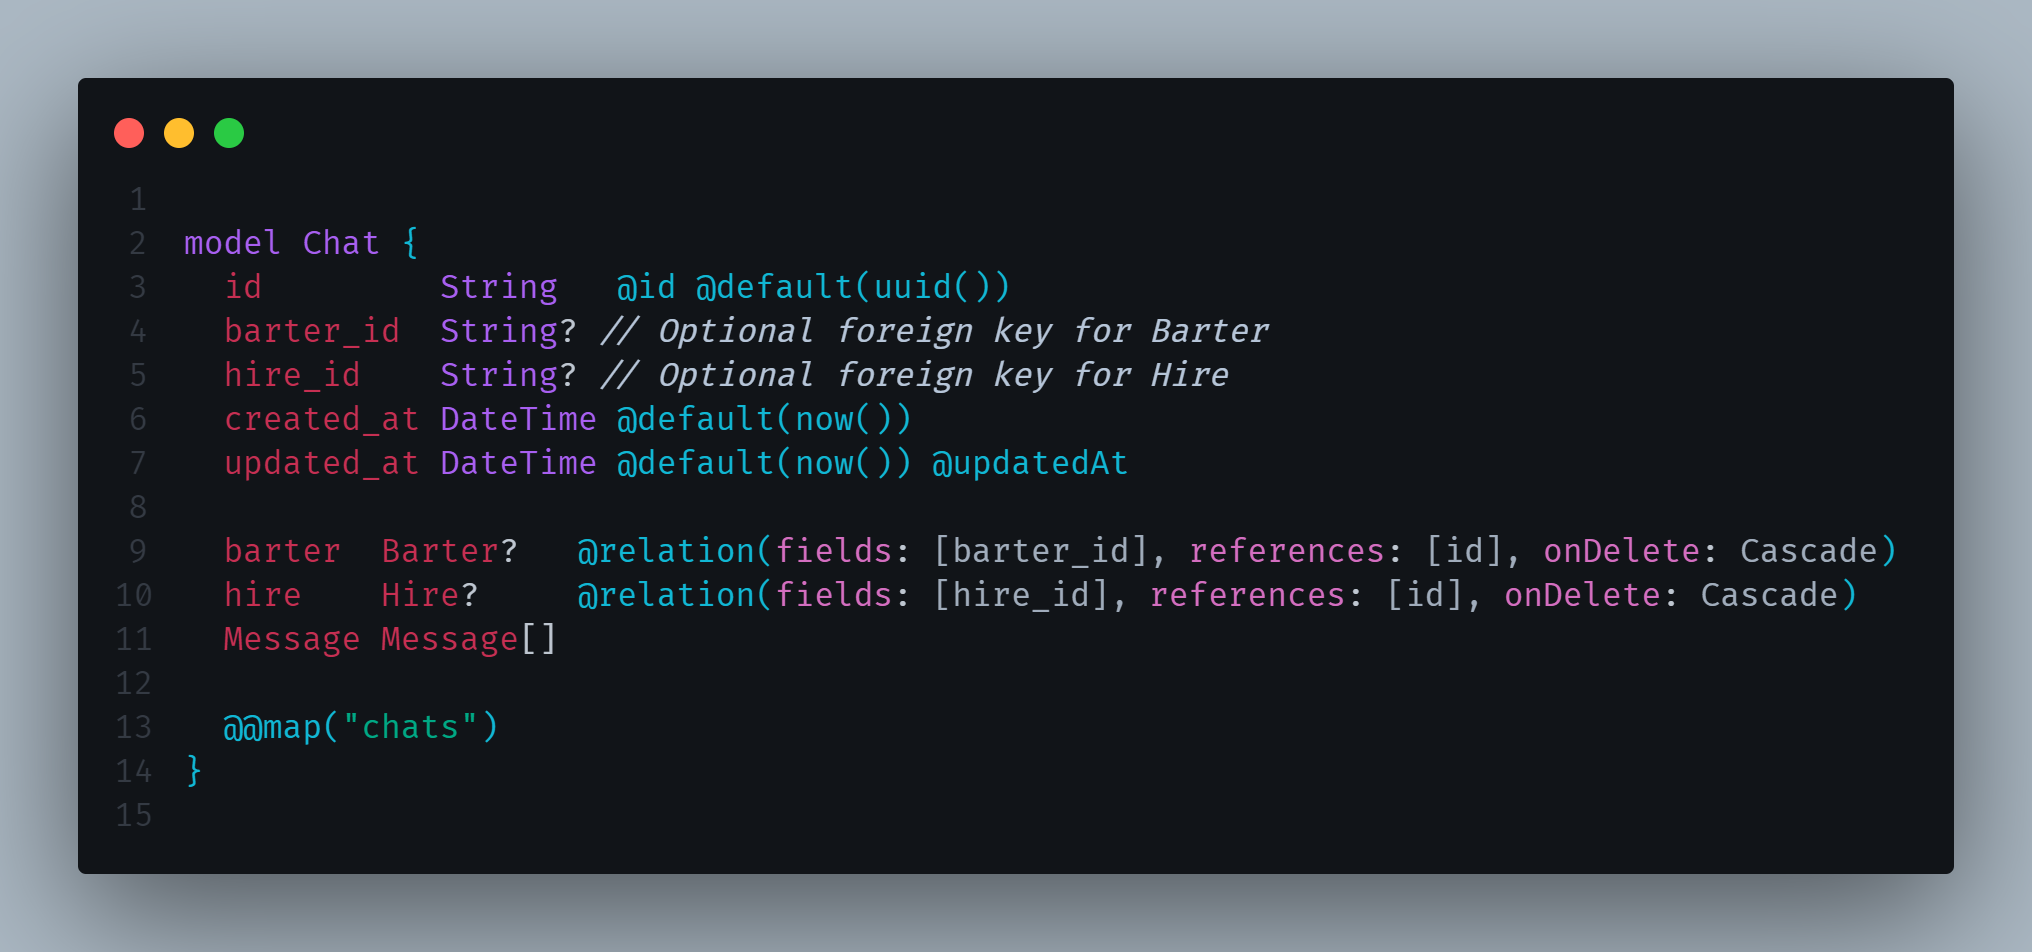 1
2 model Chat {
3   id         String   @id @default(uuid())
4   barter_id  String? // Optional foreign key for Barter
5   hire_id    String? // Optional foreign key for Hire
6   created_at DateTime @default(now())
7   updated_at DateTime @default(now()) @updatedAt
8
9   barter  Barter?   @relation(fields: [barter_id], references: [id], onDelete: Cascade)
10   hire    Hire?     @relation(fields: [hire_id], references: [id], onDelete: Cascade)
11   Message Message[]
12
13   @@map("chats")
14 }
15